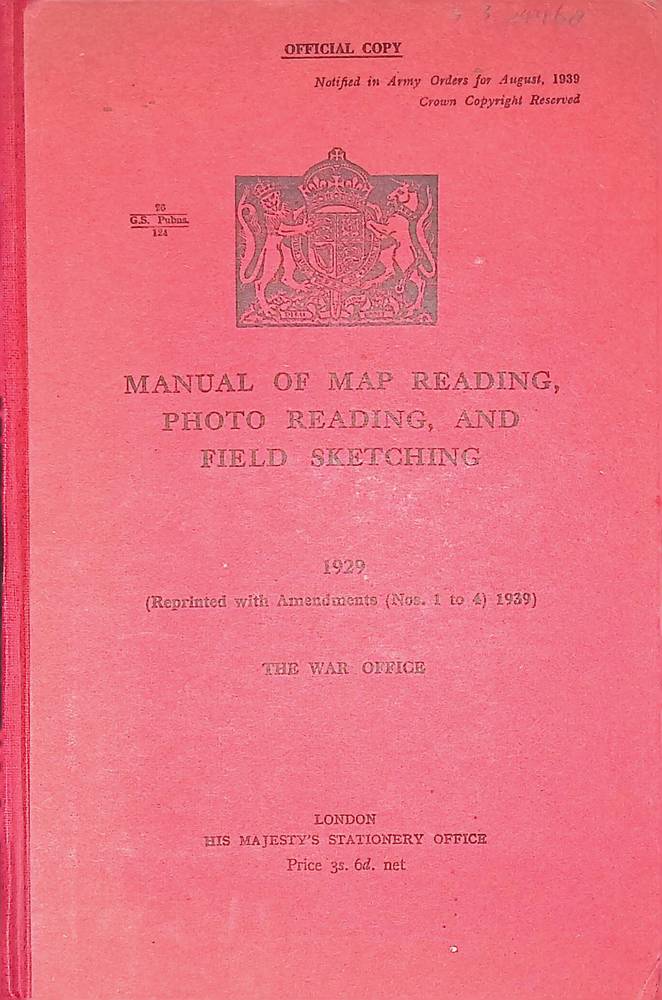 OFFICIAL COPY
Notified in Army Orders for August, 1939
Crown Copyright Reserved
26
G.S. Pubns.
124
DIEU
MANUAL OF MAP READING,
PHOTO READING, AND
FIELD SKETCHING
1929
(Reprinted with Amendments (Nos. 1 to 4) 1939)
THE WAR OFFICE
LONDON
HIS MAJESTY'S STATIONERY OFFICE
Price 3s. 6d. net